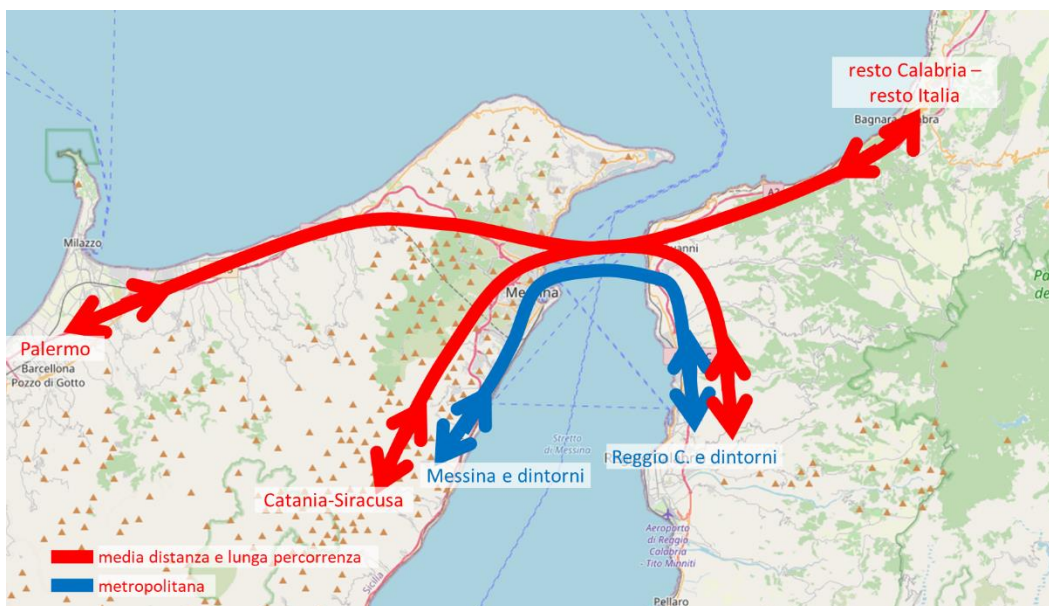 resto Calabria –
resto Italia
Bagnara
Milazzo
Messina
Palermo
Barcellona
Pozzo di Gotto
Stretto
di Messina
Reggio C. e dintorni
Messina e dintorni
Catania-Siracusa
Aeroporto
di Reggio
Calabria
- Tito Minniti
media distanza e lunga percorrenza
metropolitana
Sicilia
Pellaro